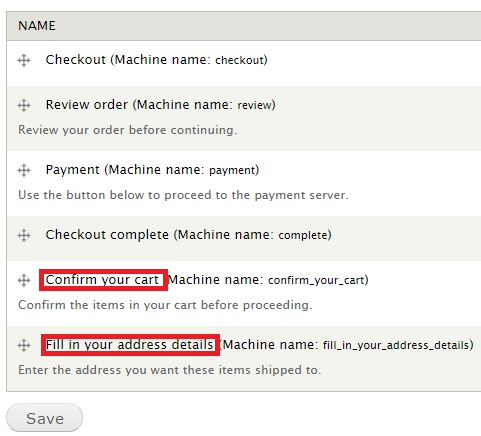 NAME
Checkout (Machine name: checkout)
Review order (Machine name: review)
Review your order before continuing.
Payment (Machine name: payment)
Use the button below to proceed to the payment server.
Checkout complete (Machine name: complete)
Confirm your cart (Machine name: confirm_your_cart)
Confirm the items in your cart before proceeding.
Fill in your address details (Machine name: fill_in_your_address_details)
Enter the address you want these items shipped to.
Save